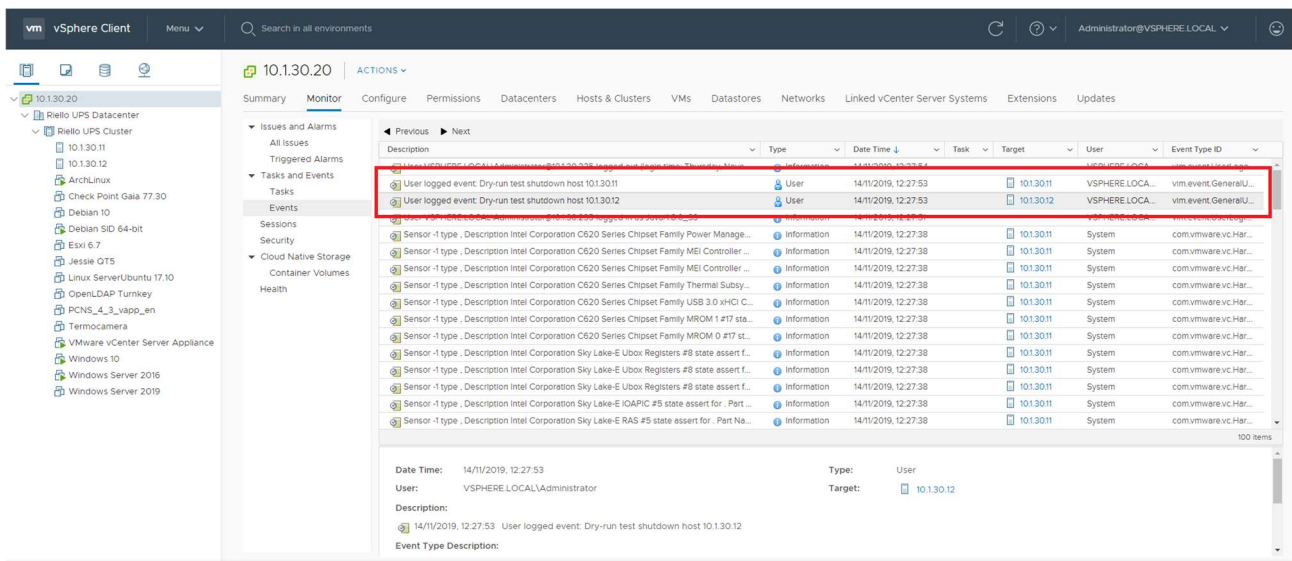 vm vSphere Client Menu Search in all environments Administrator@VSPHERE.LOCAL
10.1.30.20 ACTIONS
Summary Monitor Configure Permissions Datacenters Hosts & Clusters VMs Datastores Networks Linked vCenter Server Systems Extensions Updates
10.1.30.20
Riello UPS Datacenter
Riello UPS Cluster
10.1.30.11
10.1.30.12
ArchLinux
Check Point Gaia 77.30
Debian 10
Debian SID 64-bit
Esxi 6.7
Jessie QT5
Linux ServerUbuntu 17.10
OpenLDAP Turnkey
PCNS_4_3_vapp_en
Termocamera
VMware vCenter Server Appliance
Windows 10
Windows Server 2016
Windows Server 2019
Issues and Alarms
All Issues
Triggered Alarms
Tasks and Events
Tasks
Events
Sessions
Security
Cloud Native Storage
Container Volumes
Health
Previous Next
Description Type Date Time Task Target User Event Type ID
User logged event: Dry-run test shutdown host 10.1.30.11 User 14/11/2019, 12:27:53 10.1.30.11 VSPHERE.LOCA... vim.event.GeneralU...
User logged event: Dry-run test shutdown host 10.1.30.12 User 14/11/2019, 12:27:53 10.1.30.12 VSPHERE.LOCA... vim.event.GeneralU...
Sensor -1 type , Description Intel Corporation C620 Series Chipset Family Power Manage... Information 14/11/2019, 12:27:38 10.1.30.11 System com.vmware.vc.Har...
Sensor -1 type , Description Intel Corporation C620 Series Chipset Family MEI Controller ... Information 14/11/2019, 12:27:38 10.1.30.11 System com.vmware.vc.Har...
Sensor -1 type , Description Intel Corporation C620 Series Chipset Family MEI Controller ... Information 14/11/2019, 12:27:38 10.1.30.11 System com.vmware.vc.Har...
Sensor -1 type , Description Intel Corporation C620 Series Chipset Family Thermal Subsy... Information 14/11/2019, 12:27:38 10.1.30.11 System com.vmware.vc.Har...
Sensor -1 type , Description Intel Corporation C620 Series Chipset Family USB 3.0 xHCI C... Information 14/11/2019, 12:27:38 10.1.30.11 System com.vmware.vc.Har...
Sensor -1 type , Description Intel Corporation C620 Series Chipset Family MROM 1 #17 sta... Information 14/11/2019, 12:27:38 10.1.30.11 System com.vmware.vc.Har...
Sensor -1 type , Description Intel Corporation C620 Series Chipset Family MROM 0 #17 st... Information 14/11/2019, 12:27:38 10.1.30.11 System com.vmware.vc.Har...
Sensor -1 type , Description Intel Corporation Sky Lake-E Ubox Registers #8 state assert f... Information 14/11/2019, 12:27:38 10.1.30.11 System com.vmware.vc.Har...
Sensor -1 type , Description Intel Corporation Sky Lake-E Ubox Registers #8 state assert f... Information 14/11/2019, 12:27:38 10.1.30.11 System com.vmware.vc.Har...
Sensor -1 type , Description Intel Corporation Sky Lake-E Ubox Registers #8 state assert f... Information 14/11/2019, 12:27:38 10.1.30.11 System com.vmware.vc.Har...
Sensor -1 type , Description Intel Corporation Sky Lake-E IOAPIC #5 state assert for . Part ... Information 14/11/2019, 12:27:38 10.1.30.11 System com.vmware.vc.Har...
Sensor -1 type , Description Intel Corporation Sky Lake-E RAS #5 state assert for . Part Na... Information 14/11/2019, 12:27:38 10.1.30.11 System com.vmware.vc.Har...
100 items
Date Time: 14/11/2019, 12:27:53 Type: User
User: VSPHERE.LOCAL\Administrator Target: 10.1.30.12
Description:
14/11/2019, 12:27:53 User logged event: Dry-run test shutdown host 10.1.30.12
Event Type Description: